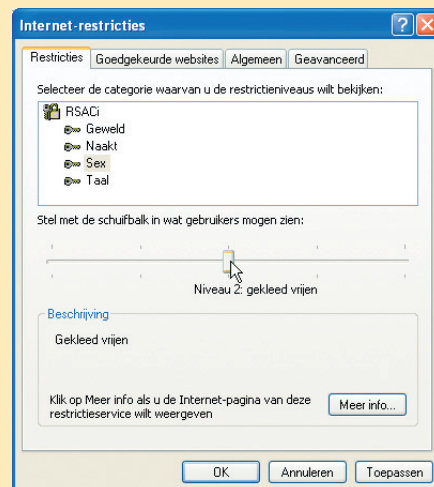 Internet-restricties
Restricties Goedgekeurde websites Algemeen Geavanceerd
Selecteer de categorie waarvan u de restrictieniveaus wilt bekijken:
RSACi
Geweld
Naakt
Sex
Taal
Stel met de schuifbalk in wat gebruikers mogen zien:
Niveau 2: gekleed vrijen
Beschrijving
Gekleed vrijen
Klik op Meer info als u de Internet-pagina van deze
restrictieservice wilt weergeven
Meer info...
OK Annuleren Toepassen